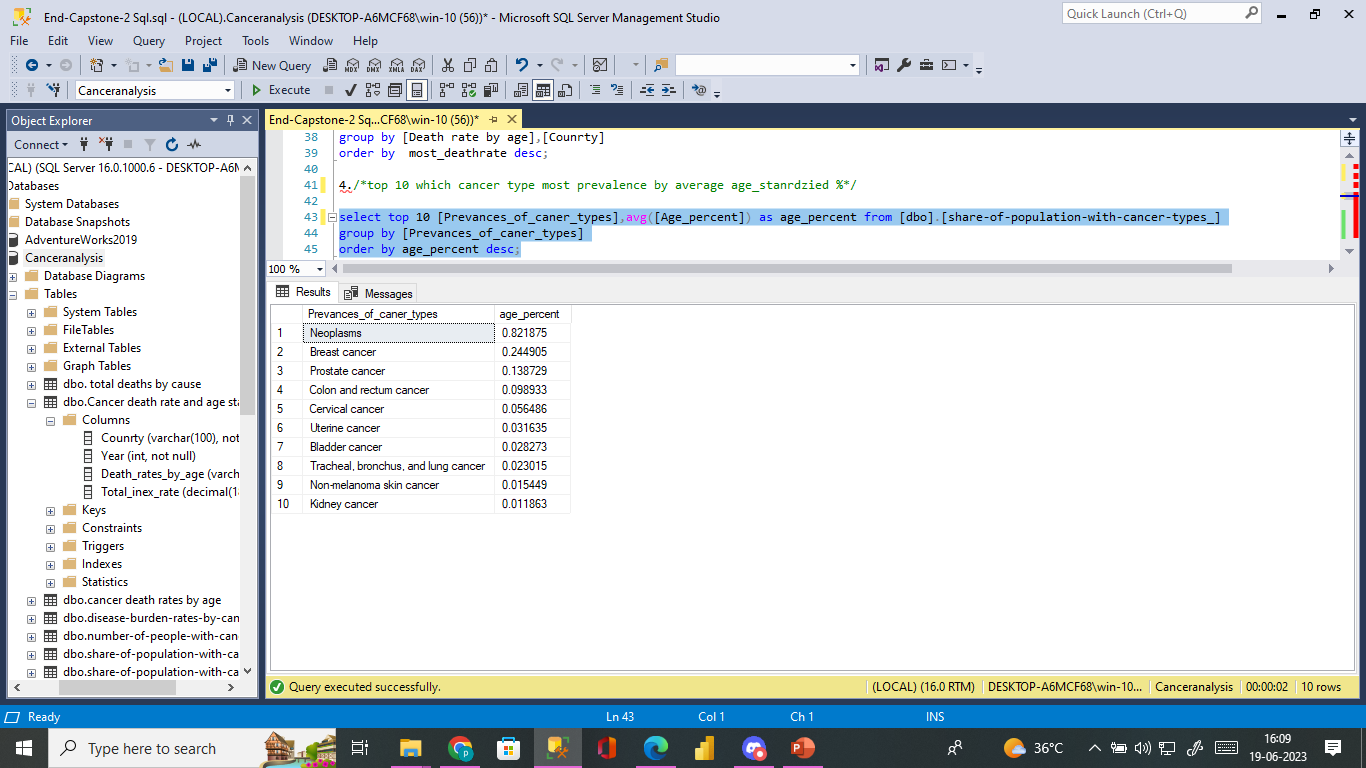 End-Capstone-2 Sql.sql - (LOCAL).Canceranalysis (DESKTOP-A6MCF68\win-10 (56))* - Microsoft SQL Server Management Studio
Quick Launch (Ctrl+Q)
File Edit View Query Project Tools Window Help
New Query
MDX DMX XMLA DAX
Canceranalysis
Execute
Object Explorer
End-Capstone-2 Sq...CF68\win-10 (56))*
Connect
CAL) (SQL Server 16.0.1000.6 - DESKTOP-A6M
Databases
System Databases
Database Snapshots
AdventureWorks2019
Canceranalysis
Database Diagrams
Tables
System Tables
FileTables
External Tables
Graph Tables
dbo. total deaths by cause
dbo.Cancer death rate and age sta
Columns
Counrty (varchar(100), not
Year (int, not null)
Death_rates_by_age (varch
Total_inex_rate (decimal(1
Keys
Constraints
Triggers
Indexes
Statistics
dbo.cancer death rates by age
dbo.disease-burden-rates-by-can
dbo.number-of-people-with-can
dbo.share-of-population-with-ca
dbo.share-of-population-with-ca
38 group by [Death rate by age],[Counrty]
39 order by  most_deathrate desc;
40
41 4./*top 10 which cancer type most prevalence by average age_stanrdzied %*/
42
43 select top 10 [Prevances_of_caner_types],avg([Age_percent]) as age_percent from [dbo].[share-of-population-with-cancer-types_]
44 group by [Prevances_of_caner_types]
45 order by age_percent desc;
100 %
Results Messages
Prevances_of_caner_types age_percent
1 Neoplasms 0.821875
2 Breast cancer 0.244905
3 Prostate cancer 0.138729
4 Colon and rectum cancer 0.098933
5 Cervical cancer 0.056486
6 Uterine cancer 0.031635
7 Bladder cancer 0.028273
8 Tracheal, bronchus, and lung cancer 0.023015
9 Non-melanoma skin cancer 0.015449
10 Kidney cancer 0.011863
Query executed successfully.
(LOCAL) (16.0 RTM) DESKTOP-A6MCF68\win-10... Canceranalysis 00:00:02 10 rows
Ready Ln 43 Col 1 Ch 1 INS
Type here to search
36°C
16:09
19-06-2023